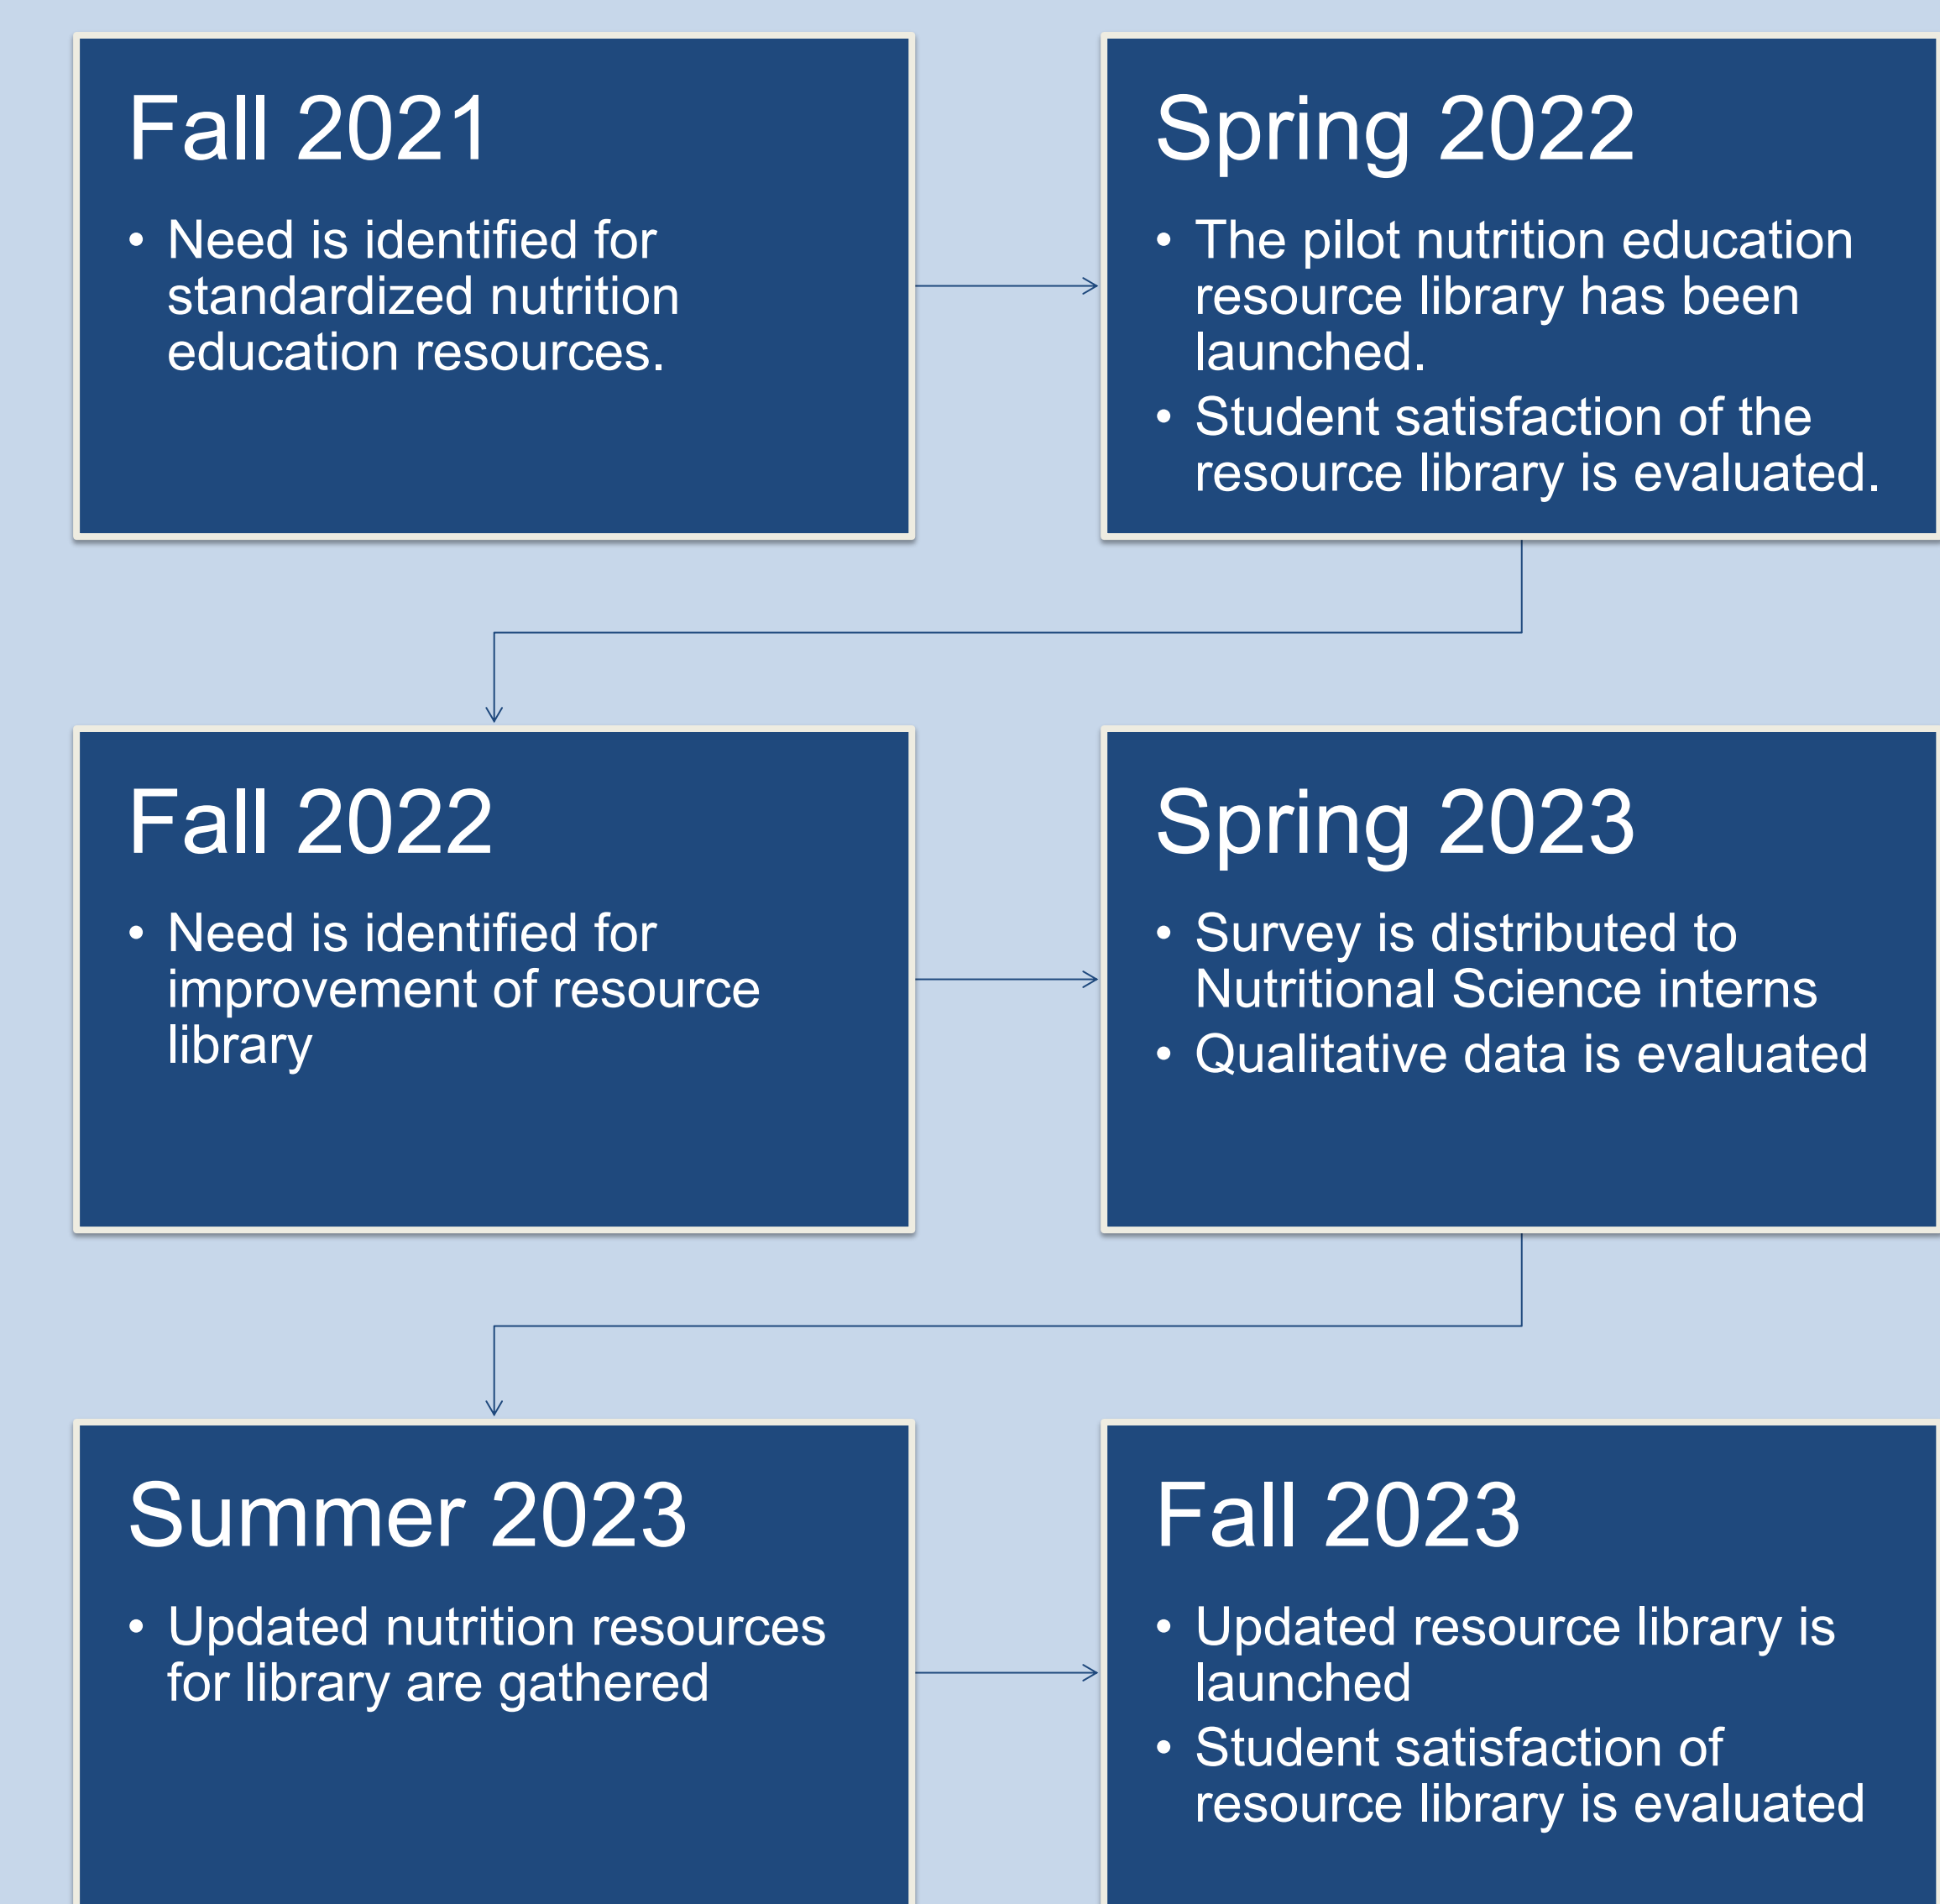 Fall 2021
• Need is identified for
standardized nutrition
education resources.
Spring 2022
• The pilot nutrition education
resource library has been
launched.
• Student satisfaction of the
resource library is evaluated.
Fall 2022
• Need is identified for
improvement of resource
library
Spring 2023
• Survey is distributed to
Nutritional Science interns
• Qualitative data is evaluated
Summer 2023
• Updated nutrition resources
for library are gathered
Fall 2023
• Updated resource library is
launched
• Student satisfaction of
resource library is evaluated